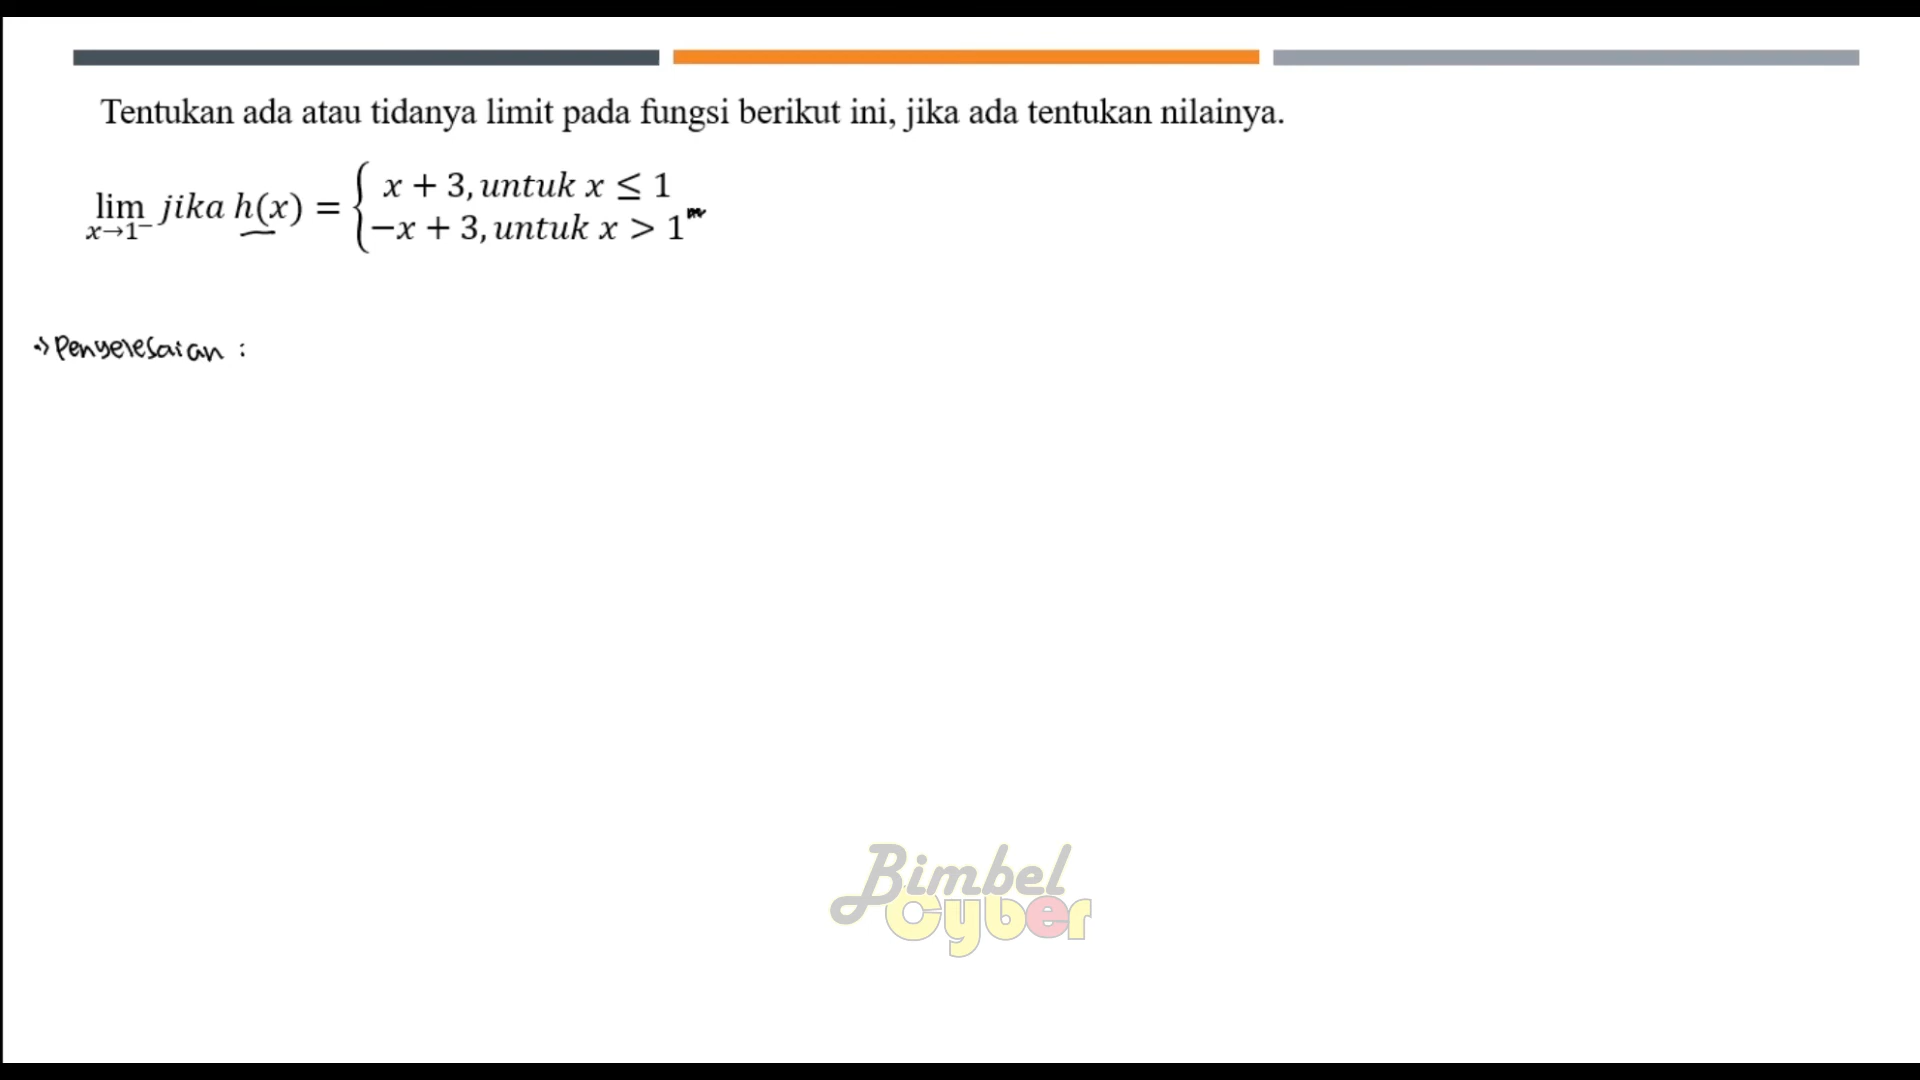 Tentukan ada atau tidanya limit pada fungsi berikut ini, jika ada tentukan nilainya.
lim x→1⁻ jika h(x) = { x + 3, untuk x ≤ 1
−x + 3, untuk x > 1
Penyelesaian :
Bimbel
Cyber